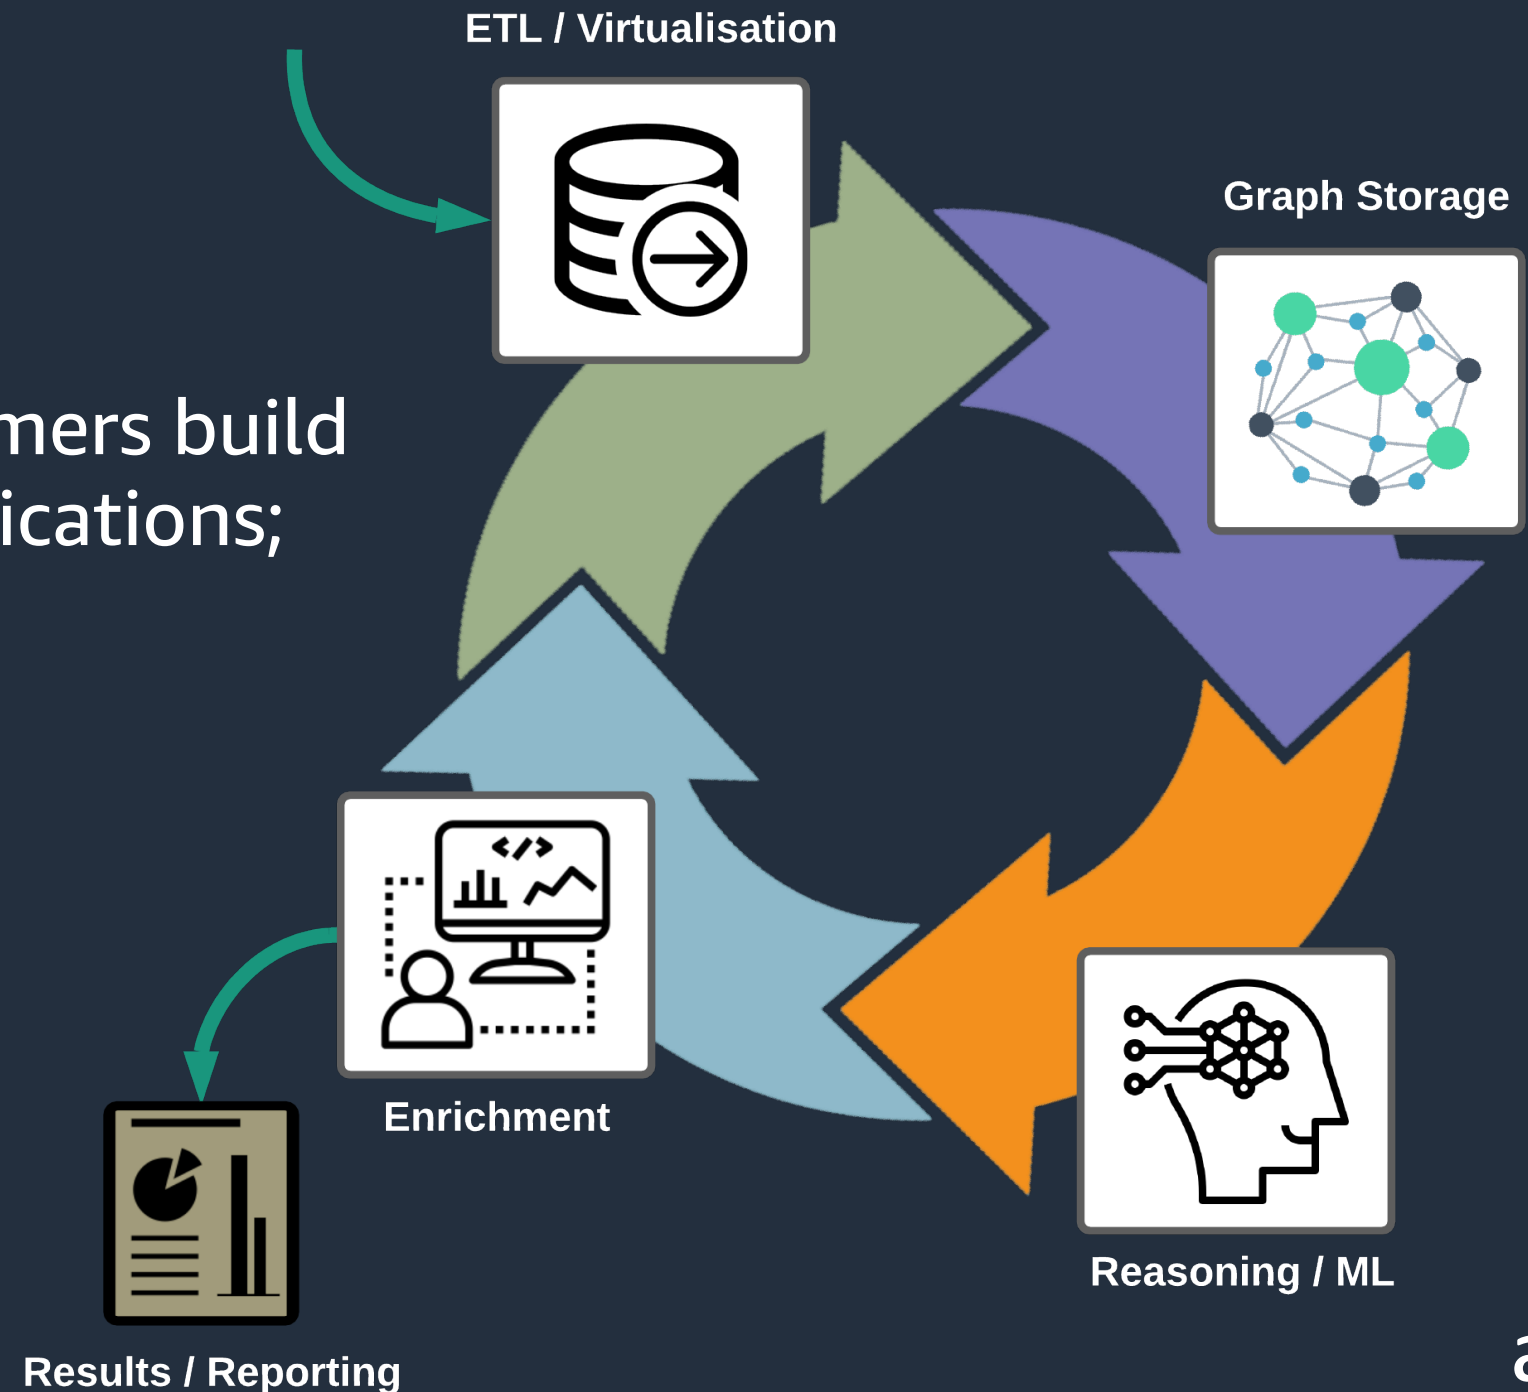 ETL / Virtualisation
Graph Storage
mers build
ications;
</>
Enrichment
Reasoning / ML
Results / Reporting
a